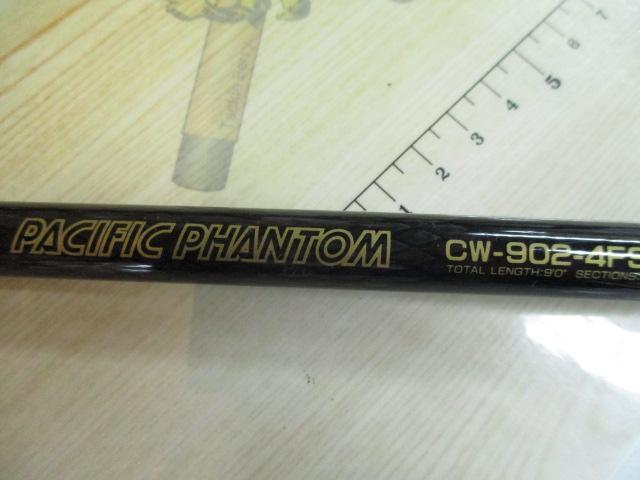 PACIFIC PHANTOM
CW-902-4FS
TOTAL LENGTH:9'0" SECTIONS
1 2 3 4 5 6 7